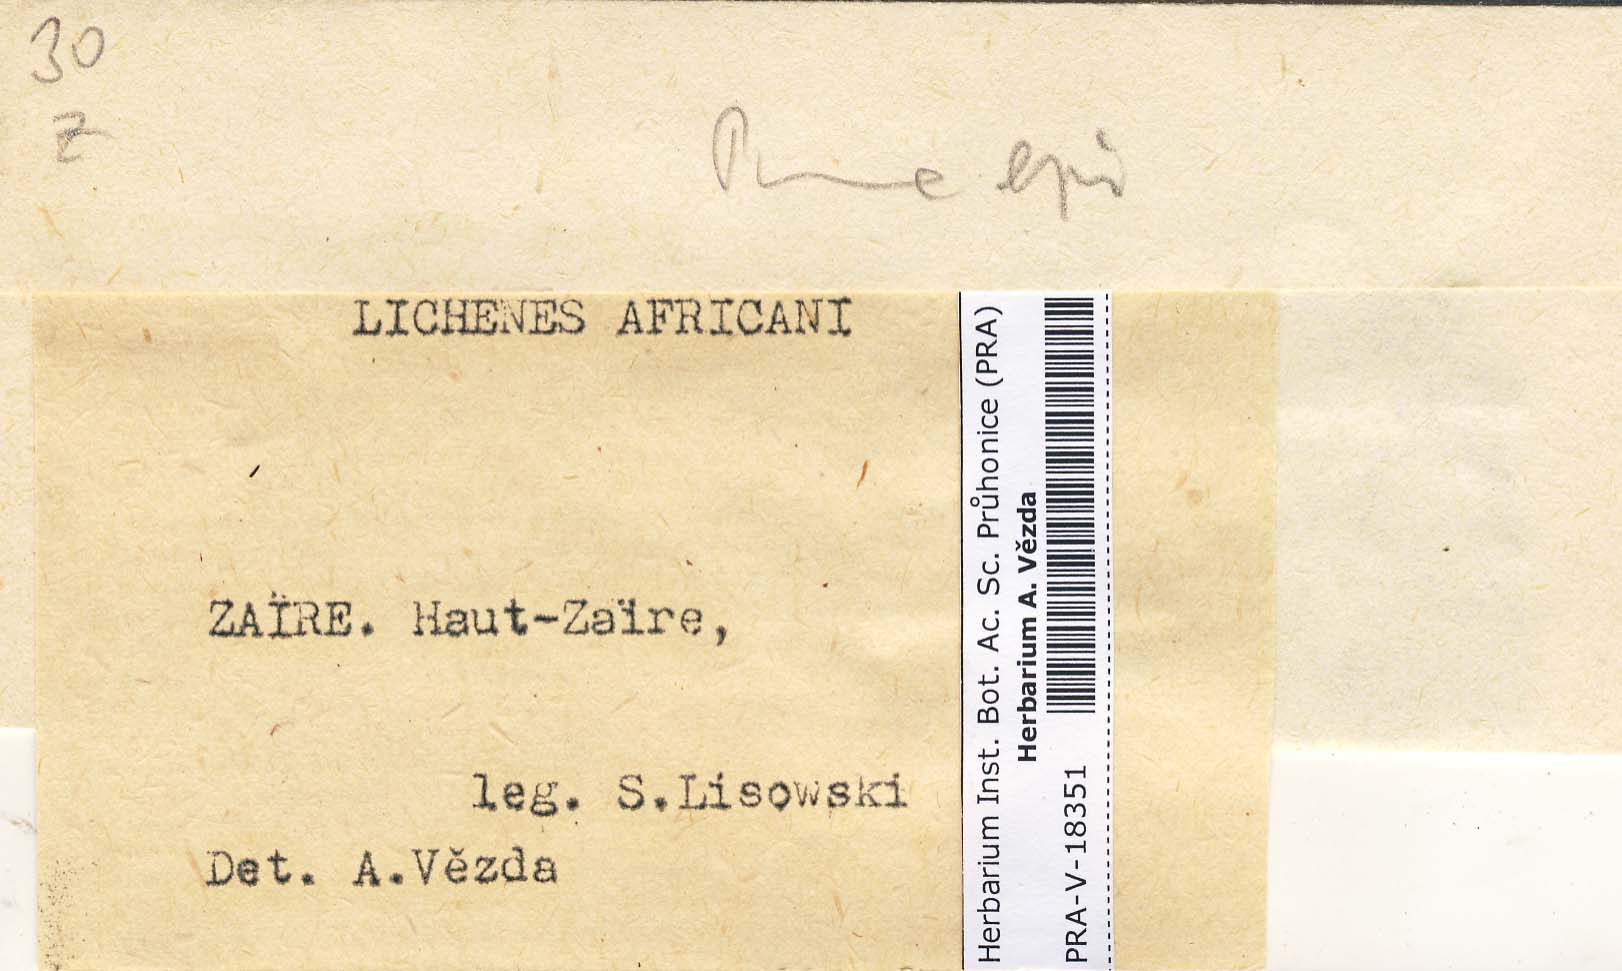 30
Z
LICHENES AFRICANI
ZAÏRE. Haut-Zaïre,
leg. S.Lisowski
Det. A.Vězda
Herbarium Inst. Bot. Ac. Sc. Průhonice (PRA)
Herbarium A. Vězda
PRA-V-18351